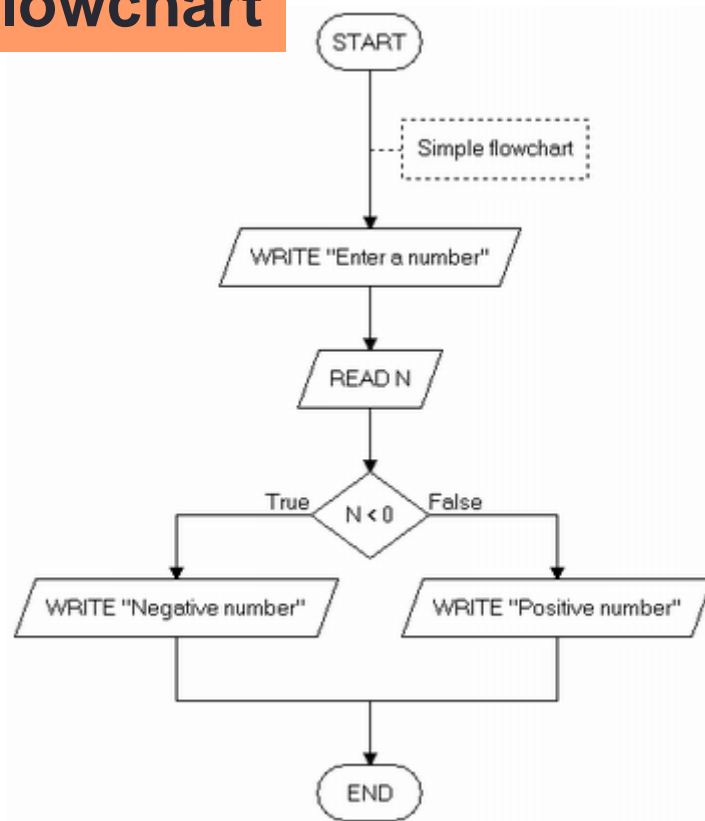 lowchart
START
Simple flowchart
WRITE "Enter a number"
READ N
True
N < 0
False
WRITE "Negative number"
WRITE "Positive number"
END